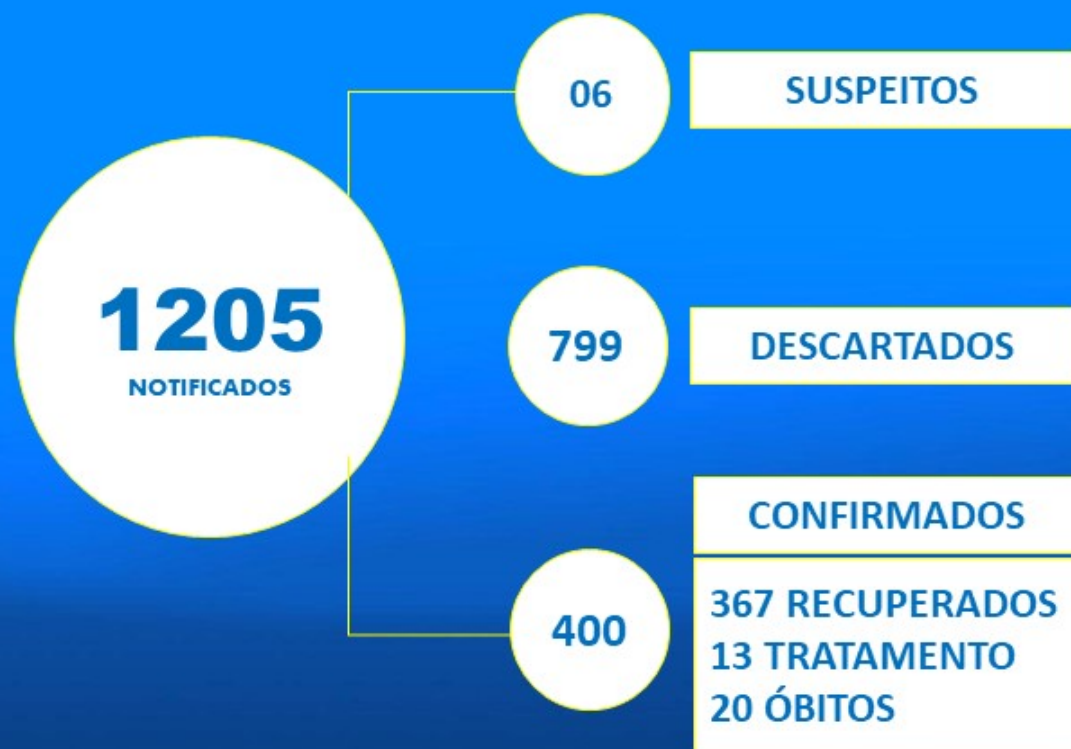 1205
NOTIFICADOS
06
SUSPEITOS
799
DESCARTADOS
400
CONFIRMADOS
367 RECUPERADOS
13 TRATAMENTO
20 ÓBITOS